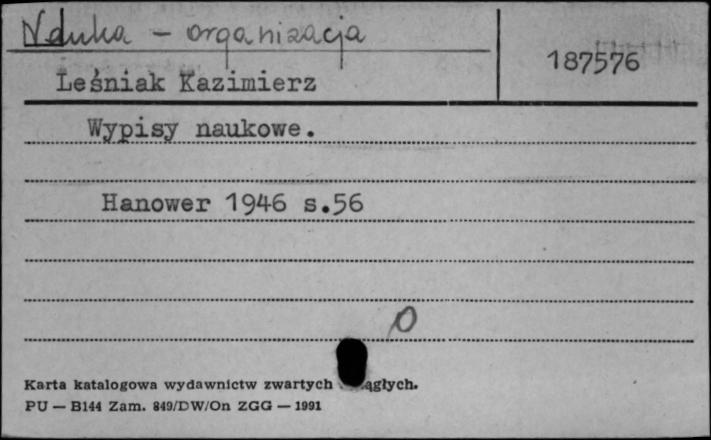 Nauka - organizacja
187576
Leśniak Kazimierz
Wypisy naukowe.
Hanower 1946 s.56
0
Karta katalogowa wydawnictw zwartych ągłych.
PU — B144 Zam. 849/DW/On ZGG — 1991